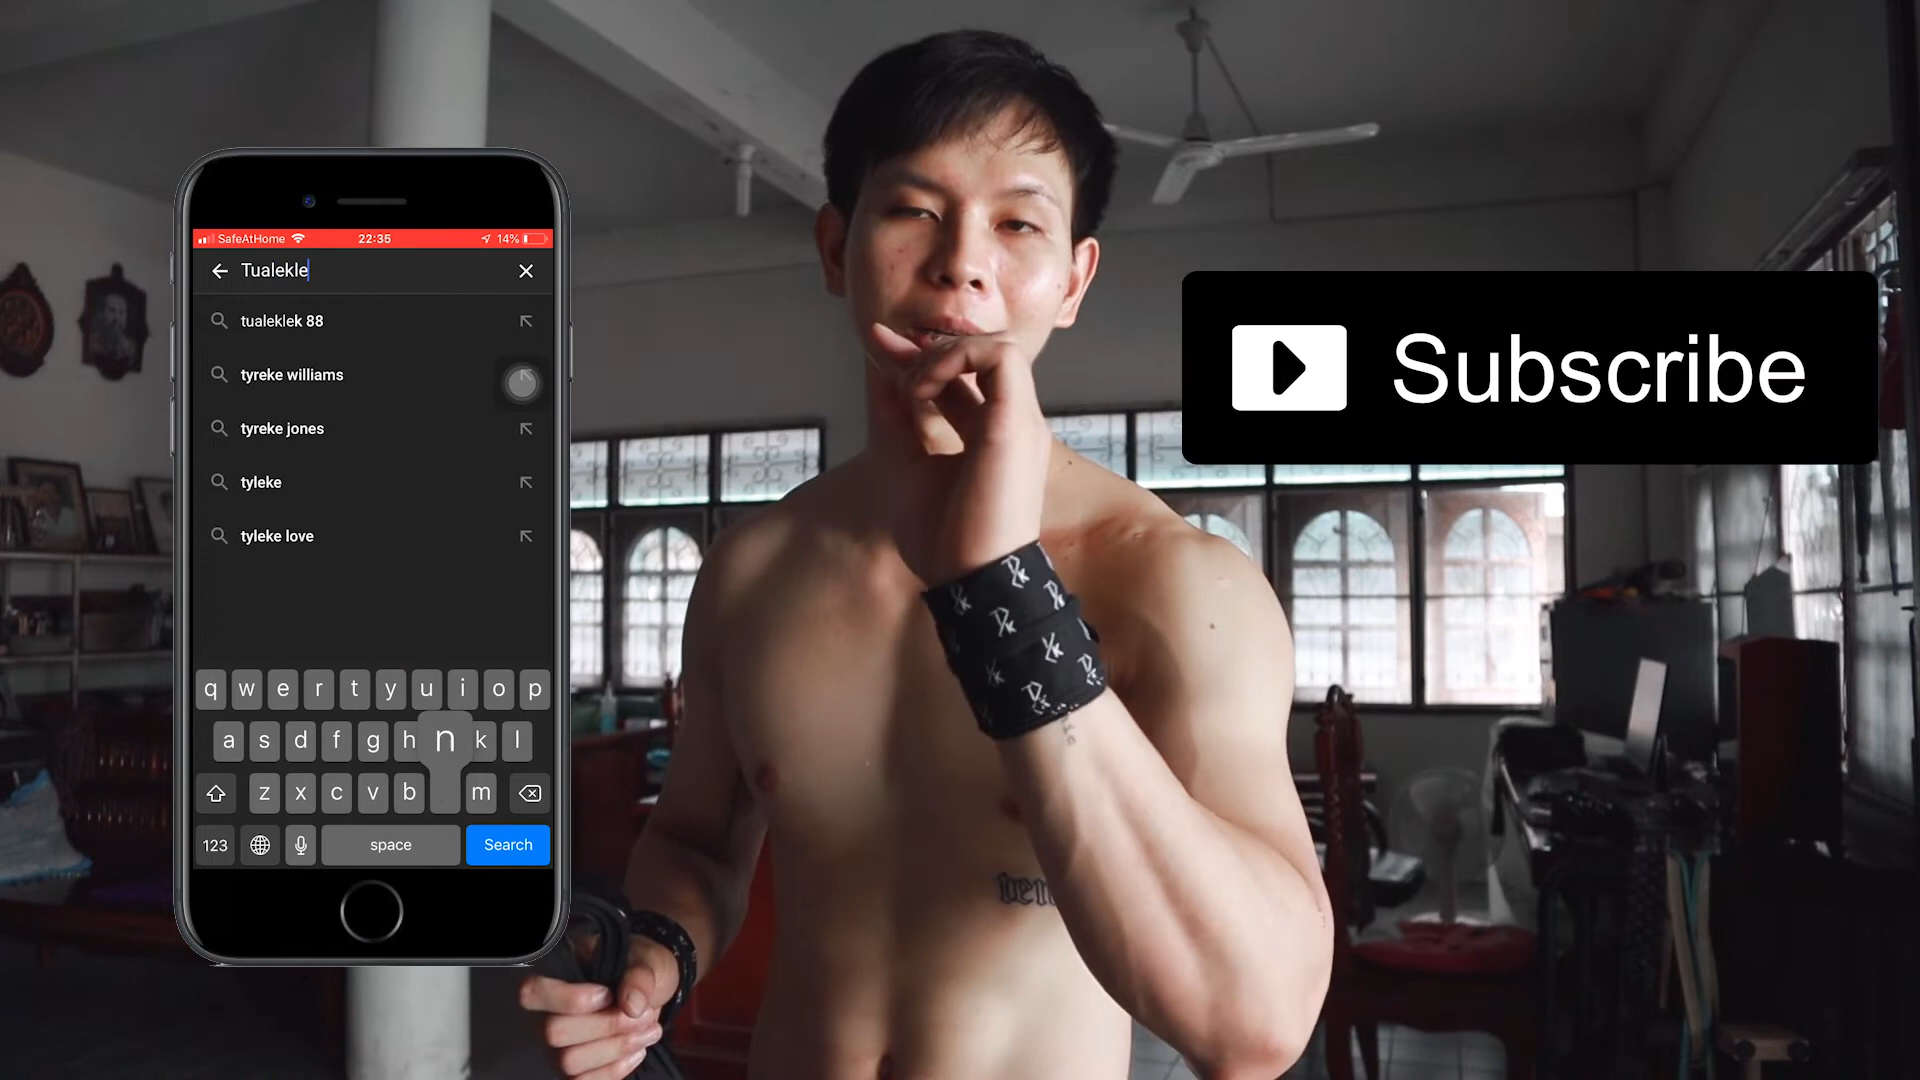 SafeAtHome 22:35 14%
Tualekle
tualeklek 88
tyreke williams
tyreke jones
tyleke
tyleke love
q w e r t y u i o p
a s d f g h n k l
z x c v b m
123 space Search
Subscribe